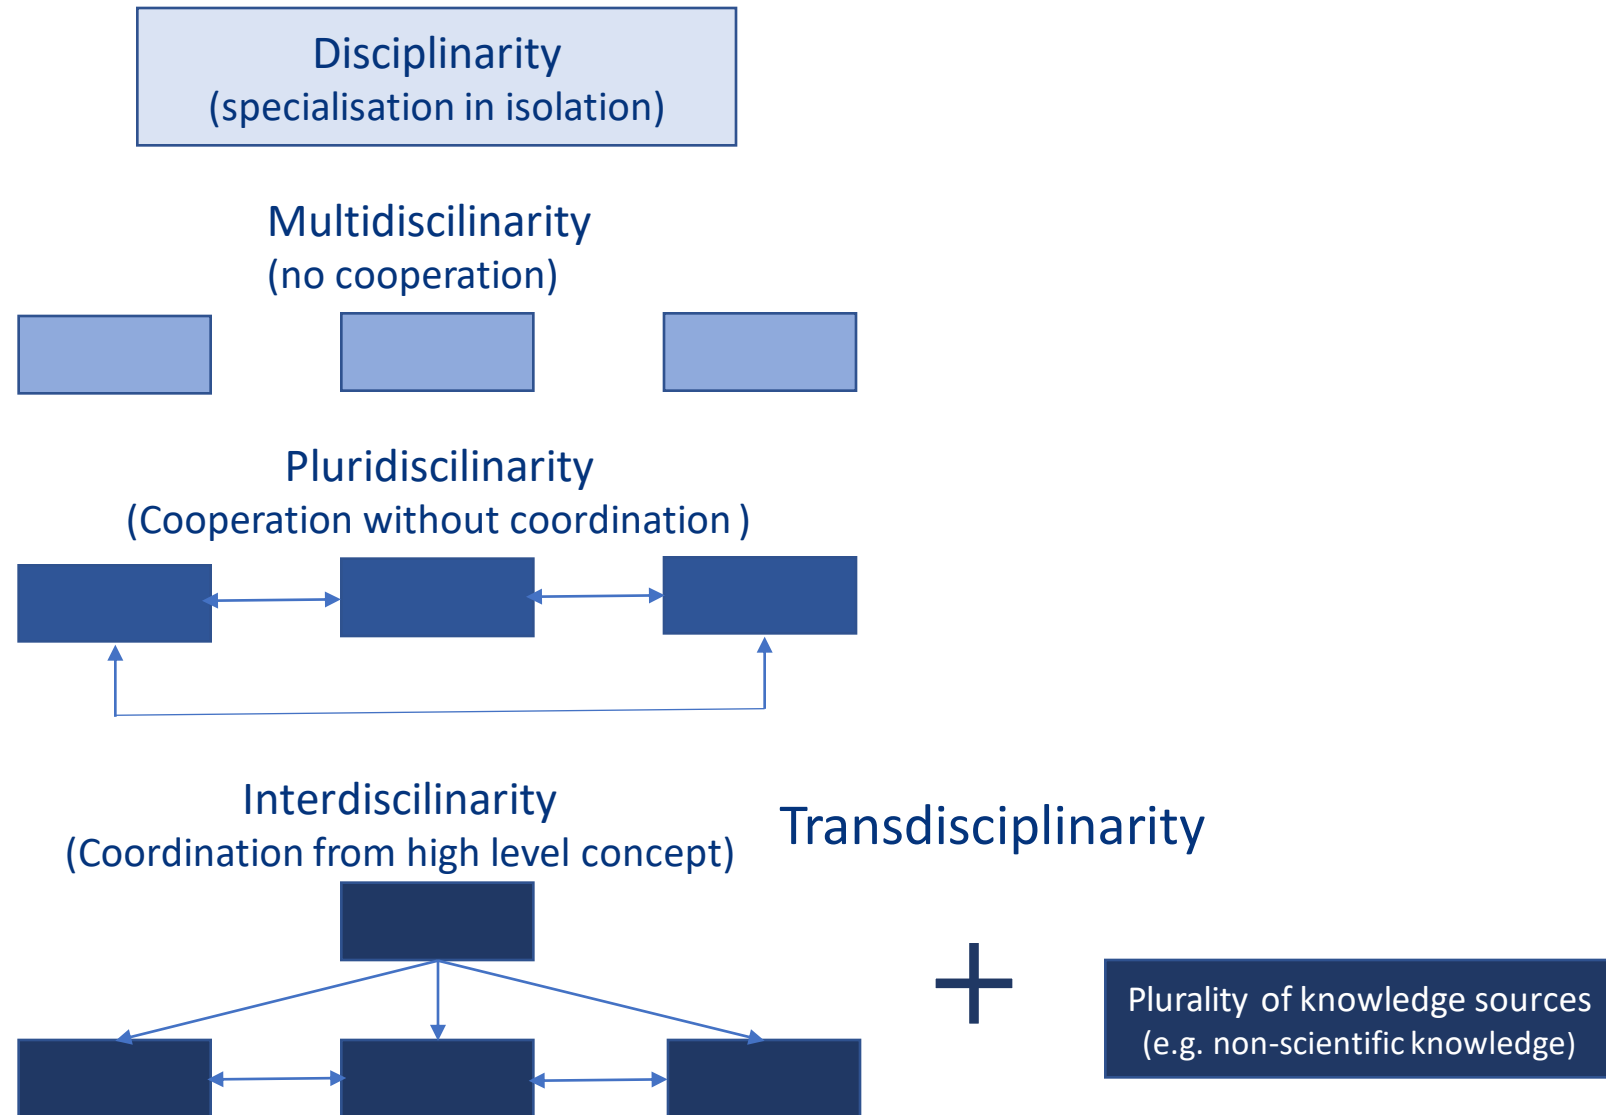 Disciplinarity
(specialisation in isolation)
Multidiscilinarity
(no cooperation)
Pluridiscilinarity
(Cooperation without coordination )
Interdiscilinarity
(Coordination from high level concept)
Transdisciplinarity
+
Plurality of knowledge sources
(e.g. non-scientific knowledge)